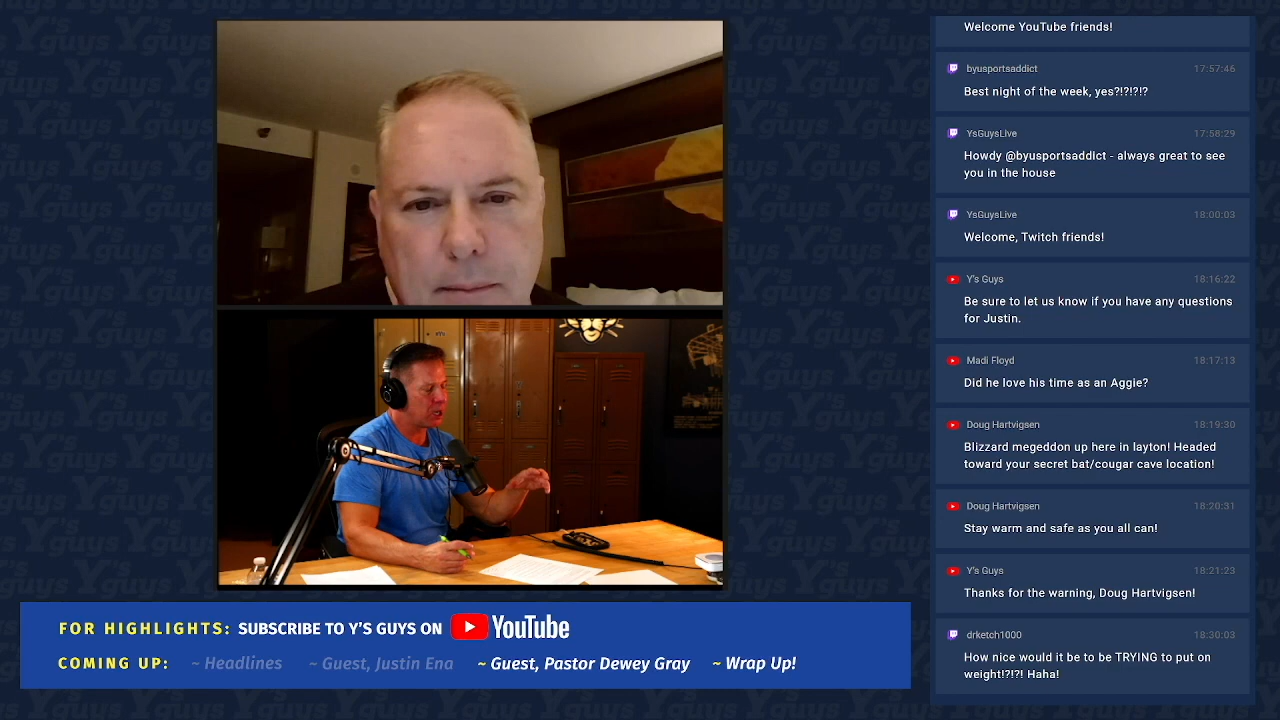 FOR HIGHLIGHTS: SUBSCRIBE TO Y'S GUYS ON YouTube
COMING UP: ~ Headlines ~ Guest, Justin Ena ~ Guest, Pastor Dewey Gray ~ Wrap Up!
Welcome YouTube friends!
byusportsaddict 17:57:46
Best night of the week, yes?!?!?!?
YsGuysLive 17:58:29
Howdy @byusportsaddict - always great to see
you in the house
YsGuysLive 18:00:03
Welcome, Twitch friends!
Y's Guys 18:16:22
Be sure to let us know if you have any questions
for Justin.
Madi Floyd 18:17:13
Did he love his time as an Aggie?
Doug Hartvigsen 18:19:30
Blizzard megeddon up here in layton! Headed
toward your secret bat/cougar cave location!
Doug Hartvigsen 18:20:31
Stay warm and safe as you all can!
Y's Guys 18:21:23
Thanks for the warning, Doug Hartvigsen!
drketch1000 18:30:03
How nice would it be to be TRYING to put on
weight!?!?! Haha!